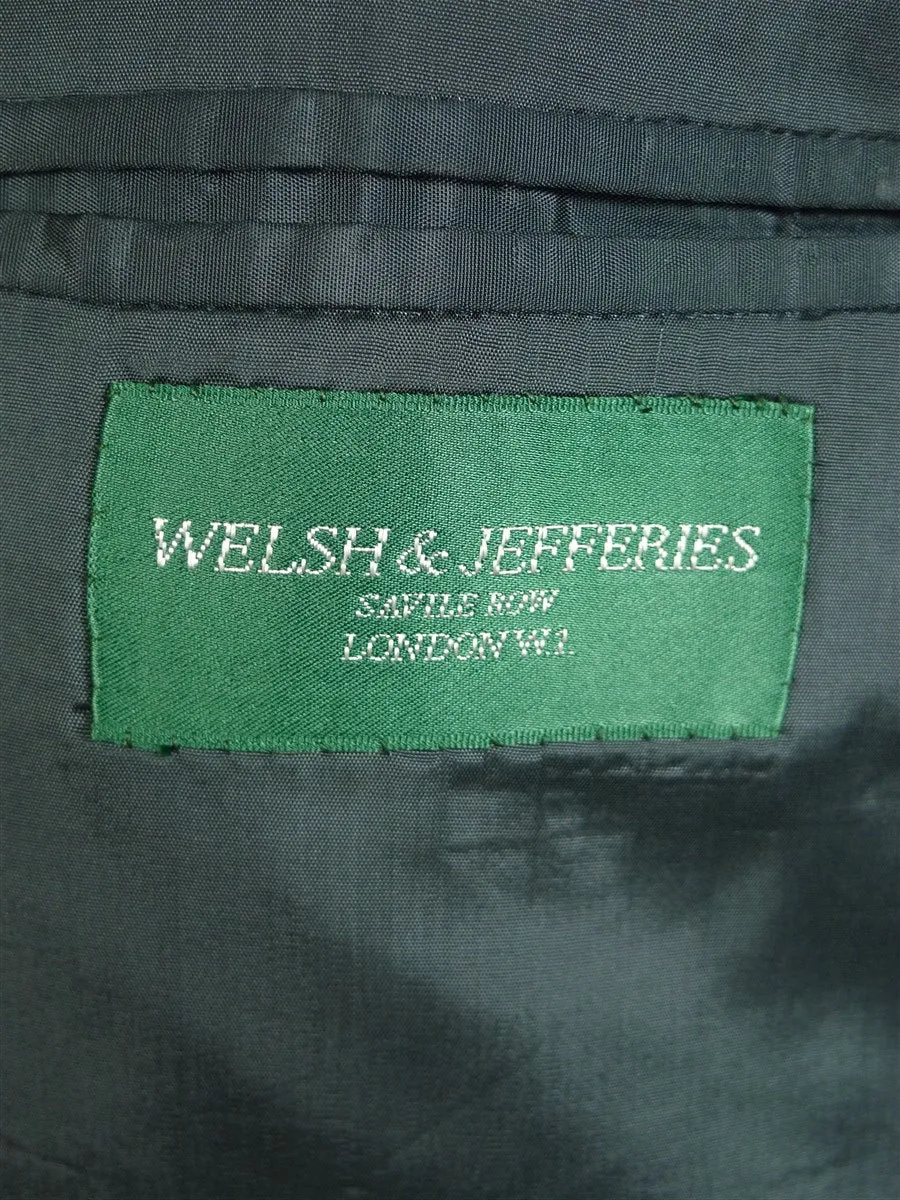 WELSH & JEFFERIES
SAVILE ROW
LONDON W.1.